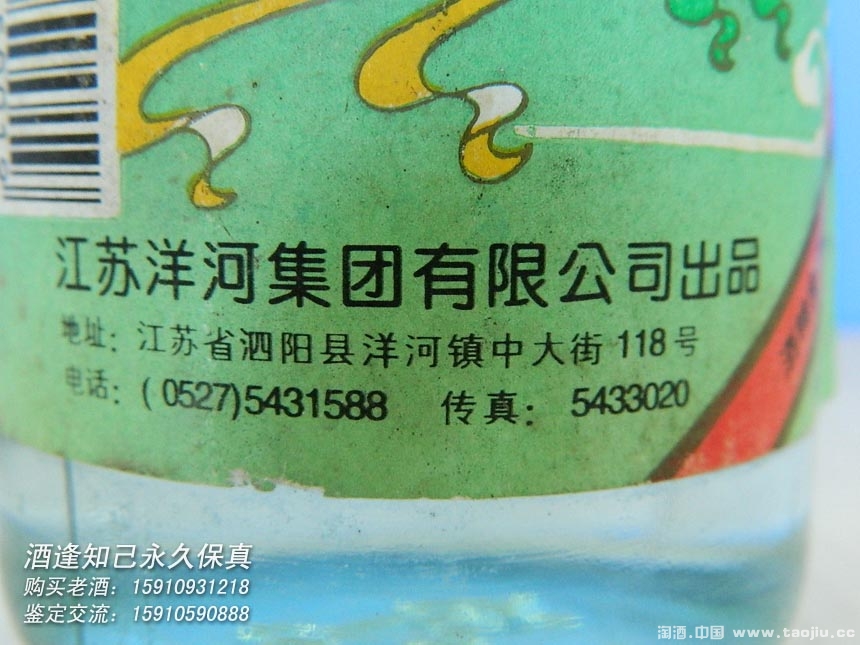 江苏洋河集团有限公司出品
地址：江苏省泗阳县洋河镇中大街 118 号
电话：(0527)5431588 传真：5433020
酒逢知己永久保真
购买老酒：15910931218
鉴定交流：15910590888
淘酒.中国 www.taojiu.cc